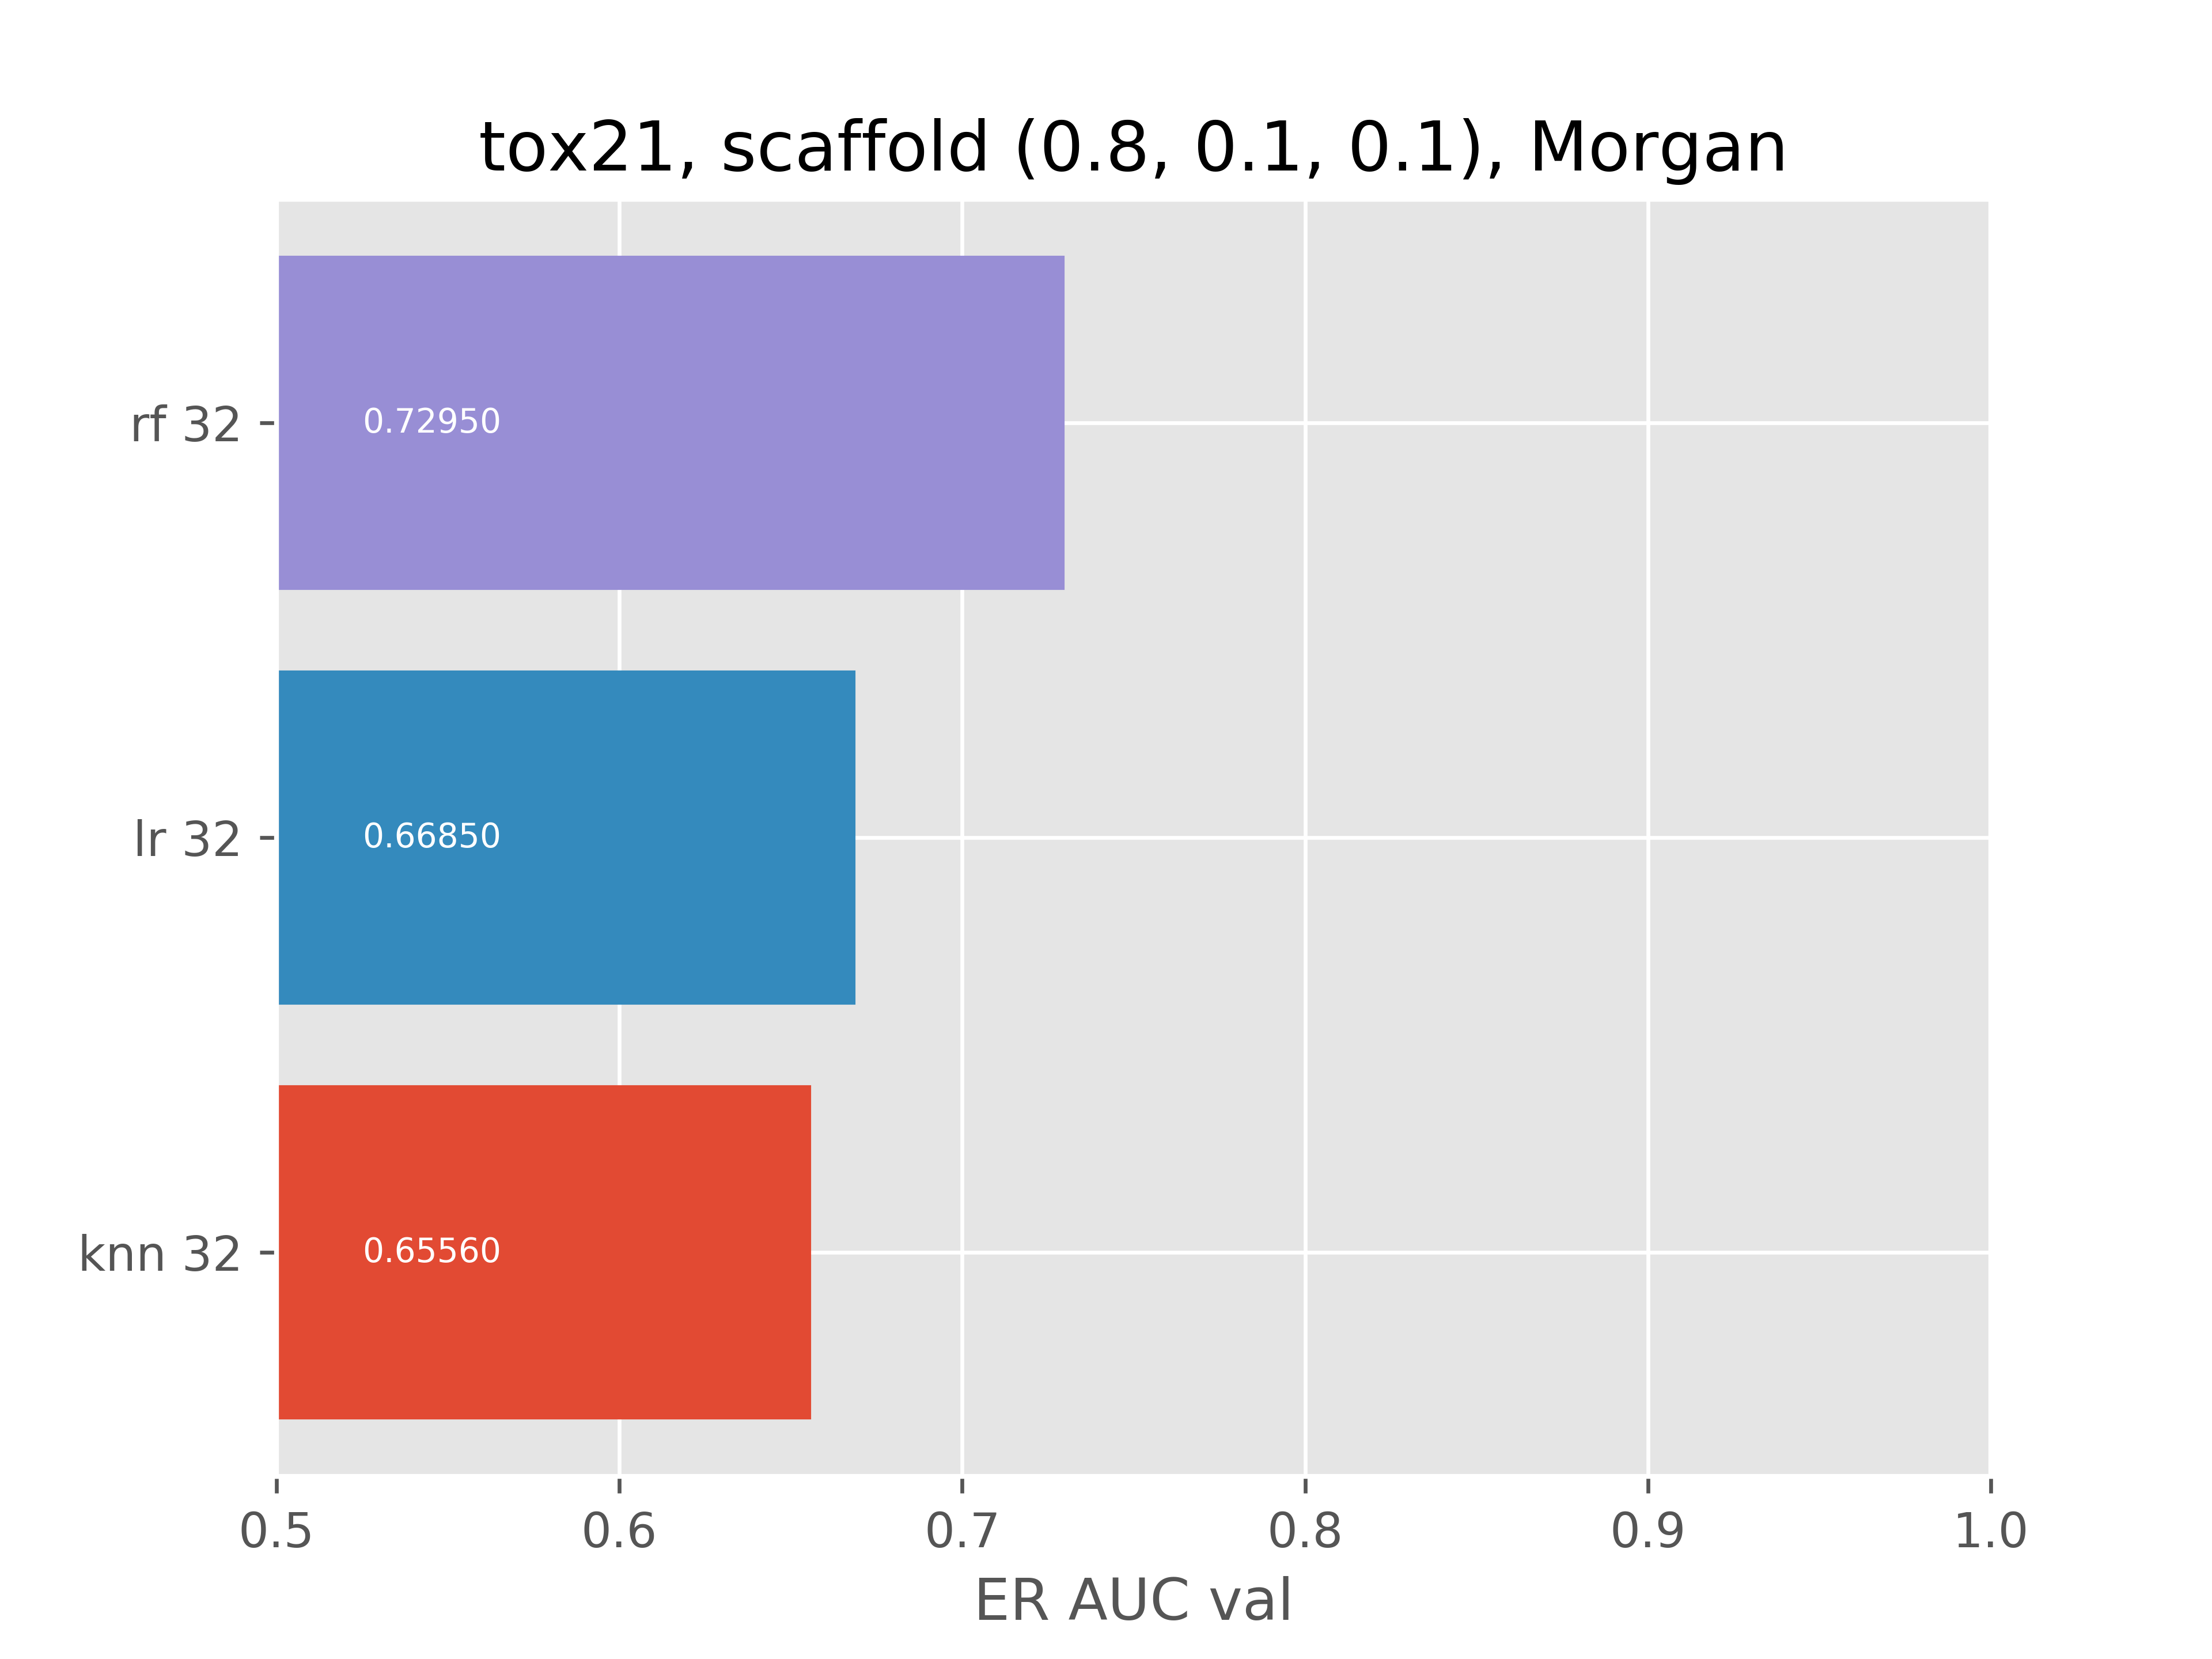 tox21, scaffold (0.8, 0.1, 0.1), Morgan
rf 32
0.72950
lr 32
0.66850
knn 32
0.65560
0.5 0.6 0.7 0.8 0.9 1.0
ER AUC val